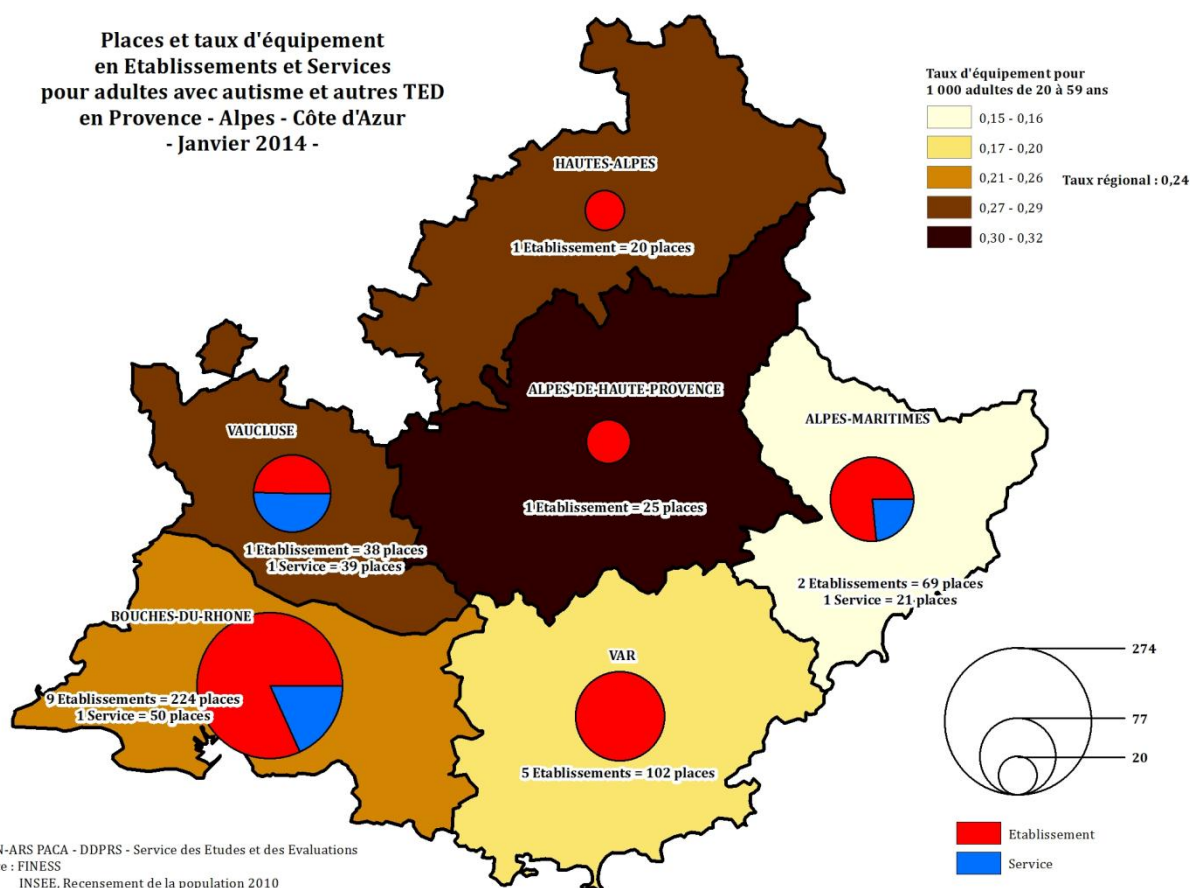 Places et taux d'équipement
en Etablissements et Services
pour adultes avec autisme et autres TED
en Provence - Alpes - Côte d'Azur
- Janvier 2014 -
Taux d'équipement pour
1 000 adultes de 20 à 59 ans
0,15 - 0,16
0,17 - 0,20
0,21 - 0,26
Taux régional : 0,24
0,27 - 0,29
0,30 - 0,32
HAUTES-ALPES
1 Etablissement = 20 places
ALPES-DE-HAUTE-PROVENCE
1 Etablissement = 25 places
ALPES-MARITIMES
2 Etablissements = 69 places
1 Service = 21 places
VAUCLUSE
1 Etablissement = 38 places
1 Service = 39 places
BOUCHES-DU-RHONE
9 Etablissements = 224 places
1 Service = 50 places
VAR
5 Etablissements = 102 places
274
77
20
Etablissement
Service
N-ARS PACA - DDPRS - Service des Etudes et des Evaluations
e : FINESS
INSEE, Recensement de la population 2010